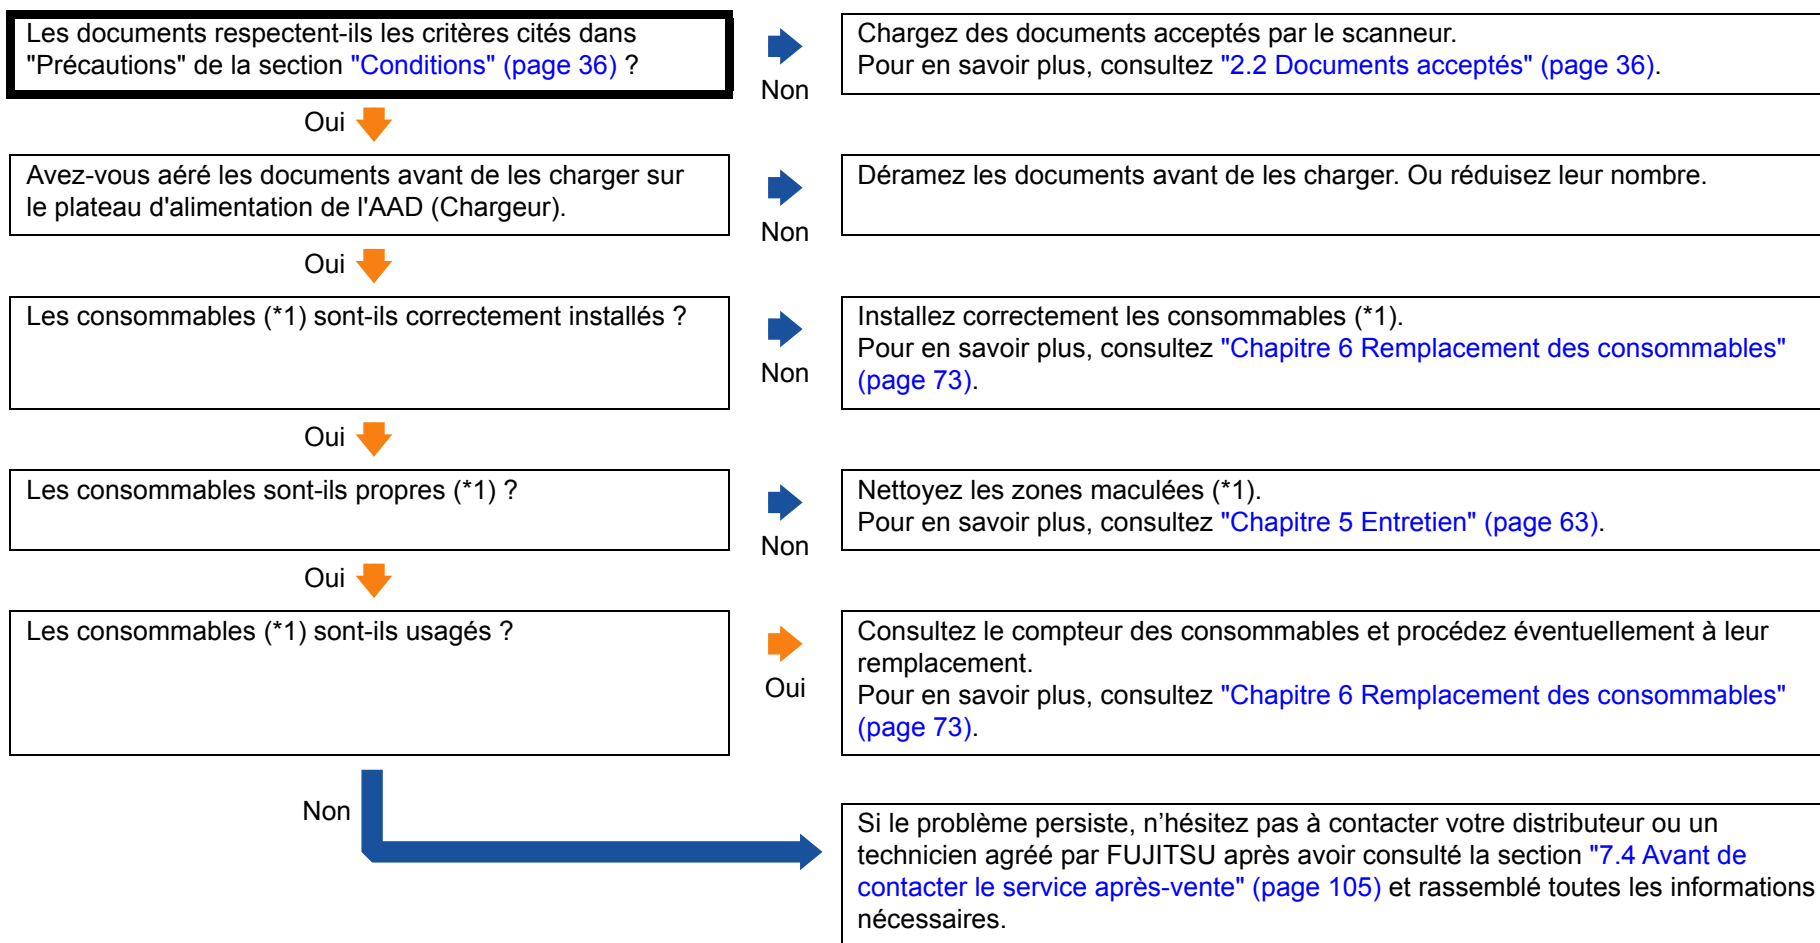 Les documents respectent-ils les critères cités dans
"Précautions" de la section "Conditions" (page 36) ?
Non
Chargez des documents acceptés par le scanneur.
Pour en savoir plus, consultez "2.2 Documents acceptés" (page 36).
Oui
Avez-vous aéré les documents avant de les charger sur
le plateau d'alimentation de l'AAD (Chargeur).
Non
Déramez les documents avant de les charger. Ou réduisez leur nombre.
Oui
Les consommables (*1) sont-ils correctement installés ?
Non
Installez correctement les consommables (*1).
Pour en savoir plus, consultez "Chapitre 6 Remplacement des consommables"
(page 73).
Oui
Les consommables sont-ils propres (*1) ?
Non
Nettoyez les zones maculées (*1).
Pour en savoir plus, consultez "Chapitre 5 Entretien" (page 63).
Oui
Les consommables (*1) sont-ils usagés ?
Oui
Consultez le compteur des consommables et procédez éventuellement à leur
remplacement.
Pour en savoir plus, consultez "Chapitre 6 Remplacement des consommables"
(page 73).
Non
Si le problème persiste, n’hésitez pas à contacter votre distributeur ou un
technicien agréé par FUJITSU après avoir consulté la section "7.4 Avant de
contacter le service après-vente" (page 105) et rassemblé toutes les informations
nécessaires.